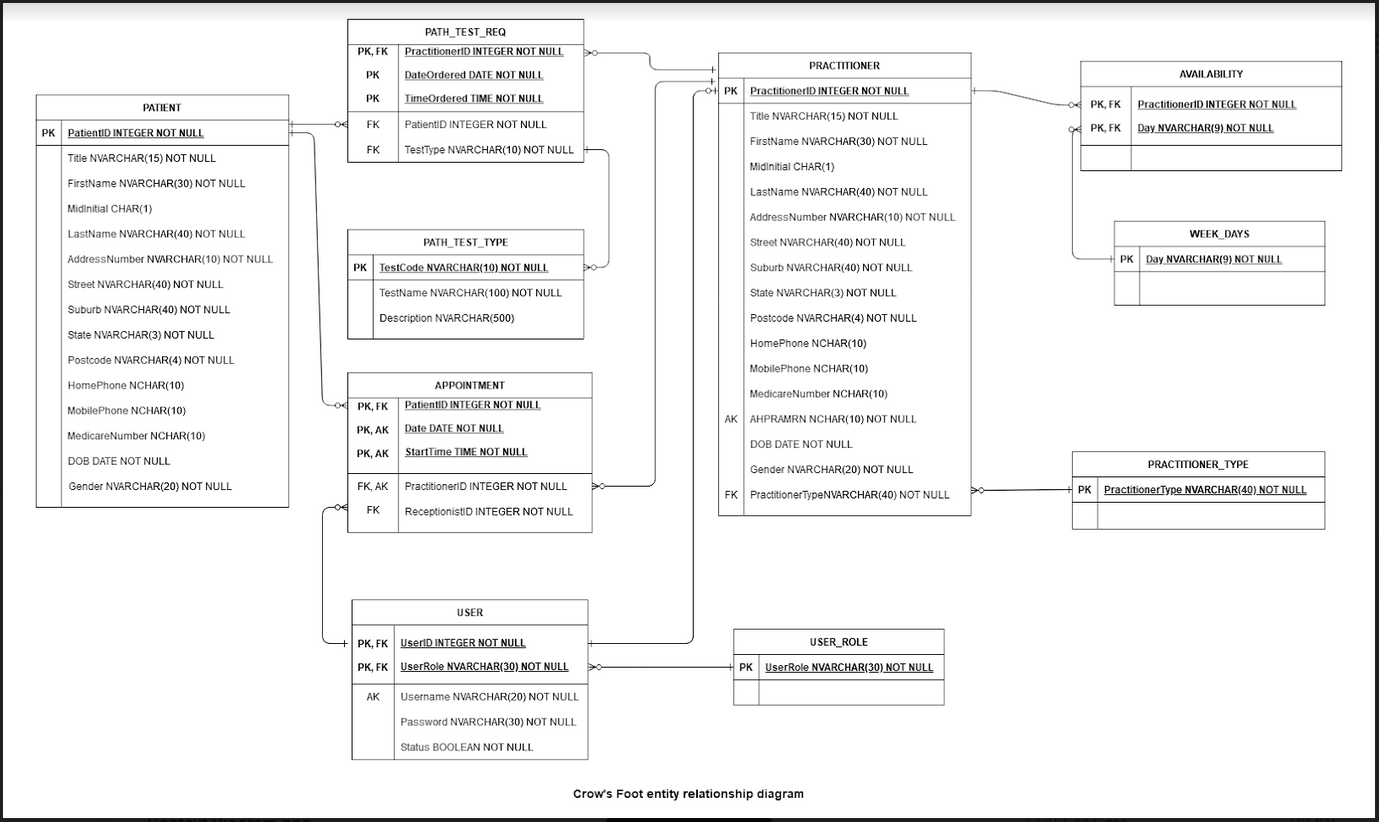 PATH_TEST_REQ
PK, FK PractitionerID INTEGER NOT NULL
PK DateOrdered DATE NOT NULL
PK TimeOrdered TIME NOT NULL
FK PatientID INTEGER NOT NULL
FK TestType NVARCHAR(10) NOT NULL
PATIENT
PK PatientID INTEGER NOT NULL
Title NVARCHAR(15) NOT NULL
FirstName NVARCHAR(30) NOT NULL
MidInitial CHAR(1)
LastName NVARCHAR(40) NOT NULL
AddressNumber NVARCHAR(10) NOT NULL
Street NVARCHAR(40) NOT NULL
Suburb NVARCHAR(40) NOT NULL
State NVARCHAR(3) NOT NULL
Postcode NVARCHAR(4) NOT NULL
HomePhone NCHAR(10)
MobilePhone NCHAR(10)
MedicareNumber NCHAR(10)
DOB DATE NOT NULL
Gender NVARCHAR(20) NOT NULL
PATH_TEST_TYPE
PK TestCode NVARCHAR(10) NOT NULL
TestName NVARCHAR(100) NOT NULL
Description NVARCHAR(500)
APPOINTMENT
PK, FK PatientID INTEGER NOT NULL
PK, AK Date DATE NOT NULL
PK, AK StartTime TIME NOT NULL
FK, AK PractitionerID INTEGER NOT NULL
FK ReceptionistID INTEGER NOT NULL
USER
PK, FK UserID INTEGER NOT NULL
PK, FK UserRole NVARCHAR(30) NOT NULL
AK Username NVARCHAR(20) NOT NULL
Password NVARCHAR(30) NOT NULL
Status BOOLEAN NOT NULL
PRACTITIONER
PK PractitionerID INTEGER NOT NULL
Title NVARCHAR(15) NOT NULL
FirstName NVARCHAR(30) NOT NULL
MidInitial CHAR(1)
LastName NVARCHAR(40) NOT NULL
AddressNumber NVARCHAR(10) NOT NULL
Street NVARCHAR(40) NOT NULL
Suburb NVARCHAR(40) NOT NULL
State NVARCHAR(3) NOT NULL
Postcode NVARCHAR(4) NOT NULL
HomePhone NCHAR(10)
MobilePhone NCHAR(10)
MedicareNumber NCHAR(10)
AK AHPRAMRN NCHAR(10) NOT NULL
DOB DATE NOT NULL
Gender NVARCHAR(20) NOT NULL
FK PractitionerTypeNVARCHAR(40) NOT NULL
AVAILABILITY
PK, FK PractitionerID INTEGER NOT NULL
PK, FK Day NVARCHAR(9) NOT NULL
WEEK_DAYS
PK Day NVARCHAR(9) NOT NULL
PRACTITIONER_TYPE
PK PractitionerType NVARCHAR(40) NOT NULL
USER_ROLE
PK UserRole NVARCHAR(30) NOT NULL
Crow's Foot entity relationship diagram